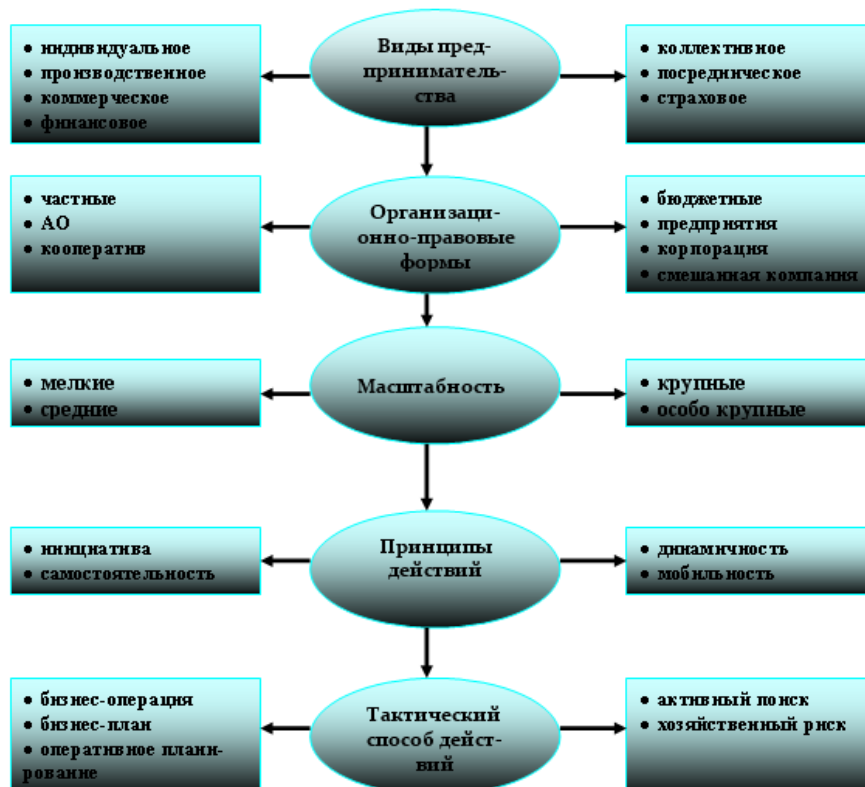 ● индивидуальное
● производственное
● коммерческое
● финансовое
Виды пред-
приниматель-
ства
● коллективное
● посредническое
● страховое
● частные
● АО
● кооператив
Организаци-
онно-правовые
формы
● бюджетные
● предприятия
● корпорация
● смешанная компания
● мелкие
● средние
Масштабность
● крупные
● особо крупные
● инициатива
● самостоятельность
Принципы
действий
● динамичность
● мобильность
● бизнес-операция
● бизнес-план
● оперативное плани-
рование
Тактический
способ дейст-
вий
● активный поиск
● хозяйственный риск